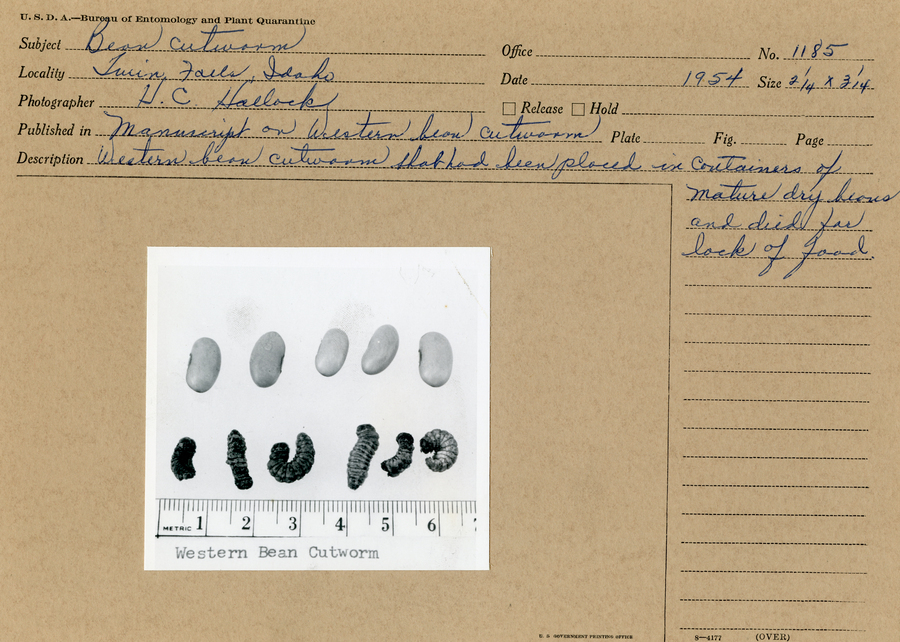 U. S. D. A.—Bureau of Entomology and Plant Quarantine
Subject Bean cutworm Office No. 1185
Locality Twin Falls, Idaho Date 1954 Size 2 1/4 x 3 1/4
Photographer H. C. Hallock Release Hold
Published in Manuscript on Western bean cutworm Plate Fig. Page
Description Western bean cutworm that had been placed in containers of
mature dry beans
and died for
lack of food.
METRIC 1 2 3 4 5 6
Western Bean Cutworm
U. S. GOVERNMENT PRINTING OFFICE 8—4177 (OVER)